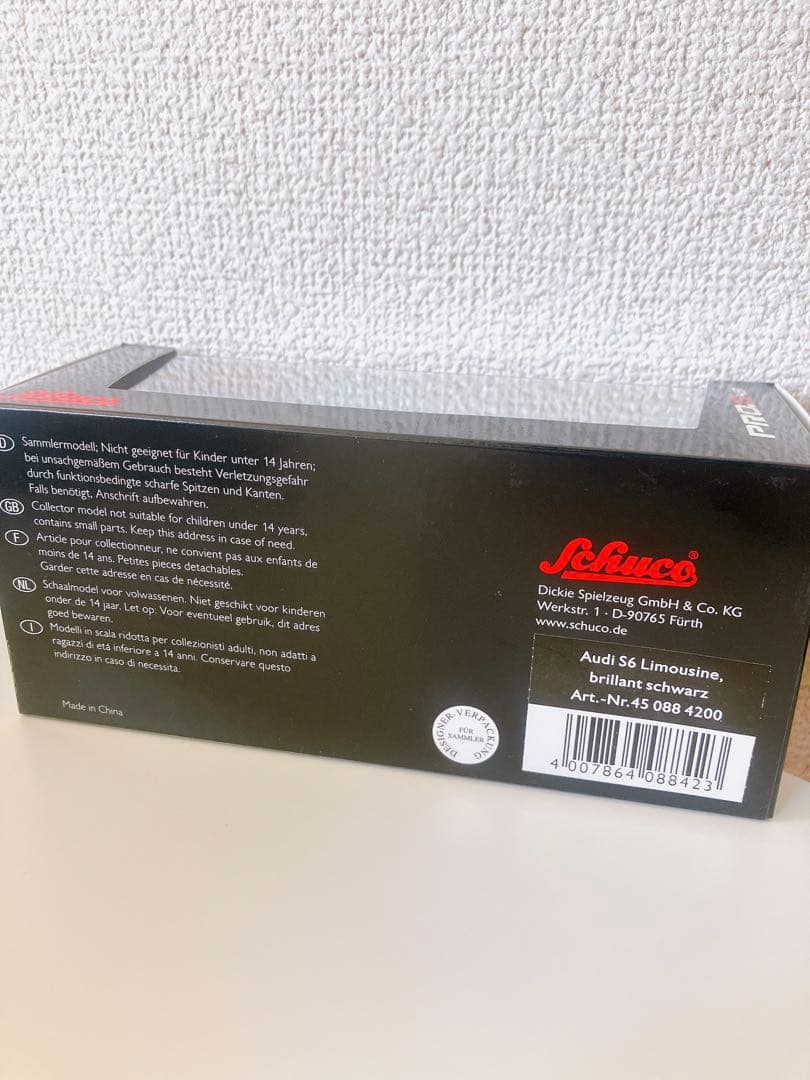 PRO
D Sammlermodell; Nicht geeignet für Kinder unter 14 Jahren;
bei unsachgemäßem Gebrauch besteht Verletzungsgefahr
durch funktionsbedingte scharfe Spitzen und Kanten.
Falls benötigt, Anschrift aufbewahren.
GB Collector model not suitable for children under 14 years,
contains small parts. Keep this address in case of need.
F Article pour collectionneur, ne convient pas aux enfants de
moins de 14 ans. Petites pieces detachables.
Garder cette adresse en cas de nécessité.
NL Schaalmodel voor volwassenen. Niet geschikt voor kinderen
onder de 14 jaar. Let op: Voor eventueel gebruik, dit adres
goed bewaren.
I Modelli in scala ridotta per collezionisti adulti, non adatti a
ragazzi di etá inferiore a 14 anni. Conservare questo
indirizzo in caso di necessita.
Made in China
DESIGNER-VERPACKUNG
FÜR
SAMMLER
Schuco®
Dickie Spielzeug GmbH & Co. KG
Werkstr. 1 · D-90765 Fürth
www.schuco.de
Audi S6 Limousine,
brillant schwarz
Art.-Nr.45 088 4200
4 007864 088423